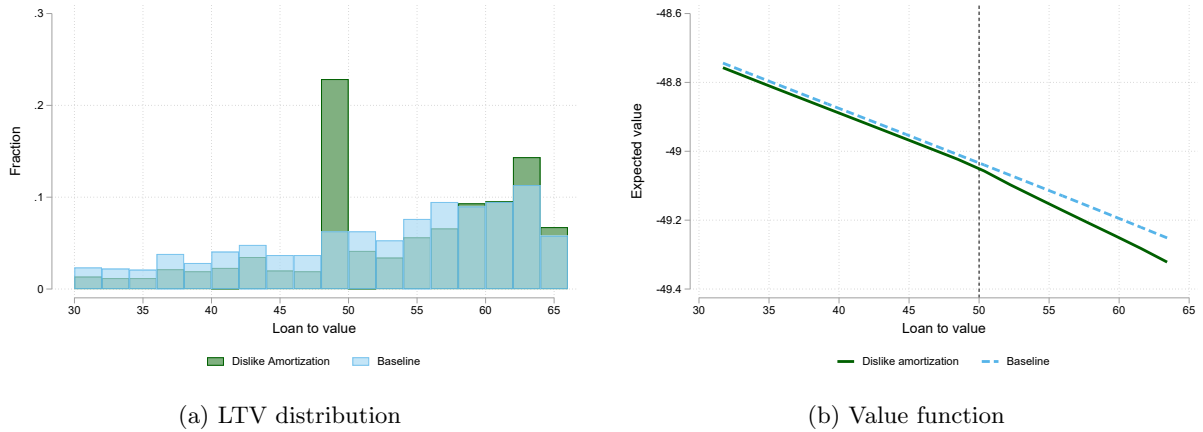 .3
.2
.1
0
Fraction
30 35 40 45 50 55 60 65
Loan to value
Dislike Amortization Baseline
(a) LTV distribution
-48.6
-48.8
-49
-49.2
-49.4
Expected value
30 35 40 45 50 55 60 65
Loan to value
Dislike amortization Baseline
(b) Value function